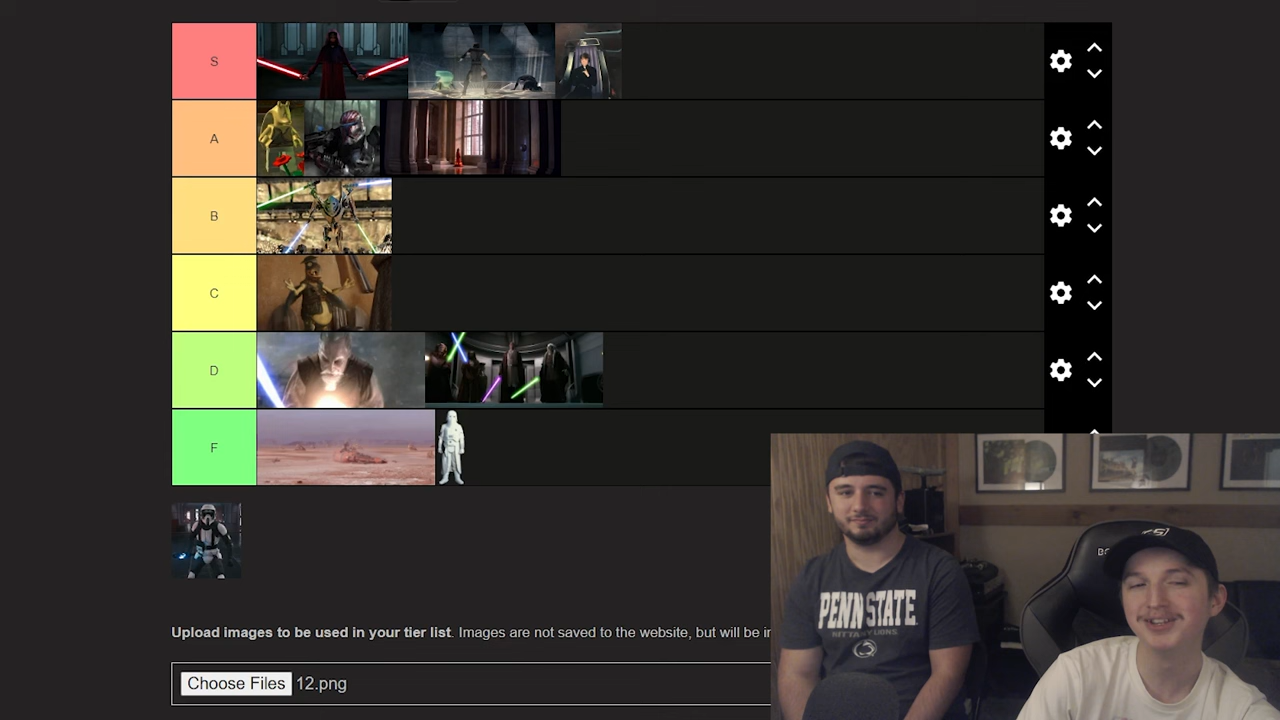 S
A
B
C
D
F
Upload images to be used in your tier list. Images are not saved to the website, but will be
Choose Files 12.png
PENN STATE
NITTANY LIONS